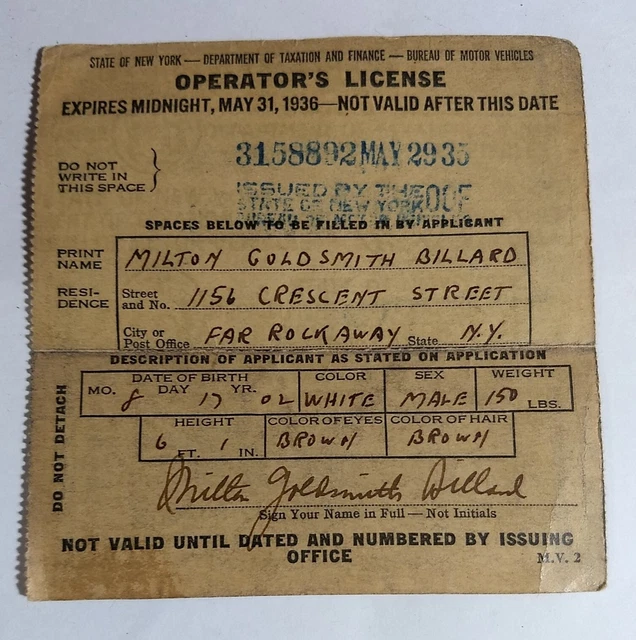 STATE OF NEW YORK — DEPARTMENT OF TAXATION AND FINANCE — BUREAU OF MOTOR VEHICLES
OPERATOR'S LICENSE
EXPIRES MIDNIGHT, MAY 31, 1936—NOT VALID AFTER THIS DATE
DO NOT
WRITE IN
THIS SPACE
3158892 MAY 29 35
ISSUED BY THE
STATE OF NEW YORK
BUREAU OF MOTOR
SPACES BELOW TO BE FILLED IN BY APPLICANT
PRINT NAME MILTON GOLDSMITH BILLARD
RESI-DENCE Street and No. 1156 CRESCENT STREET
City or Post Office FAR ROCKAWAY State N.Y.
DESCRIPTION OF APPLICANT AS STATED ON APPLICATION
DATE OF BIRTH COLOR SEX WEIGHT
MO. 8 DAY 17 YR. 02 WHITE MALE 150 LBS.
HEIGHT COLOR OF EYES COLOR OF HAIR
6 FT. 1 IN. BROWN BROWN
DO NOT DETACH
Milton Goldsmith Billard
Sign Your Name in Full — Not Initials
NOT VALID UNTIL DATED AND NUMBERED BY ISSUING
OFFICE
M.V. 2